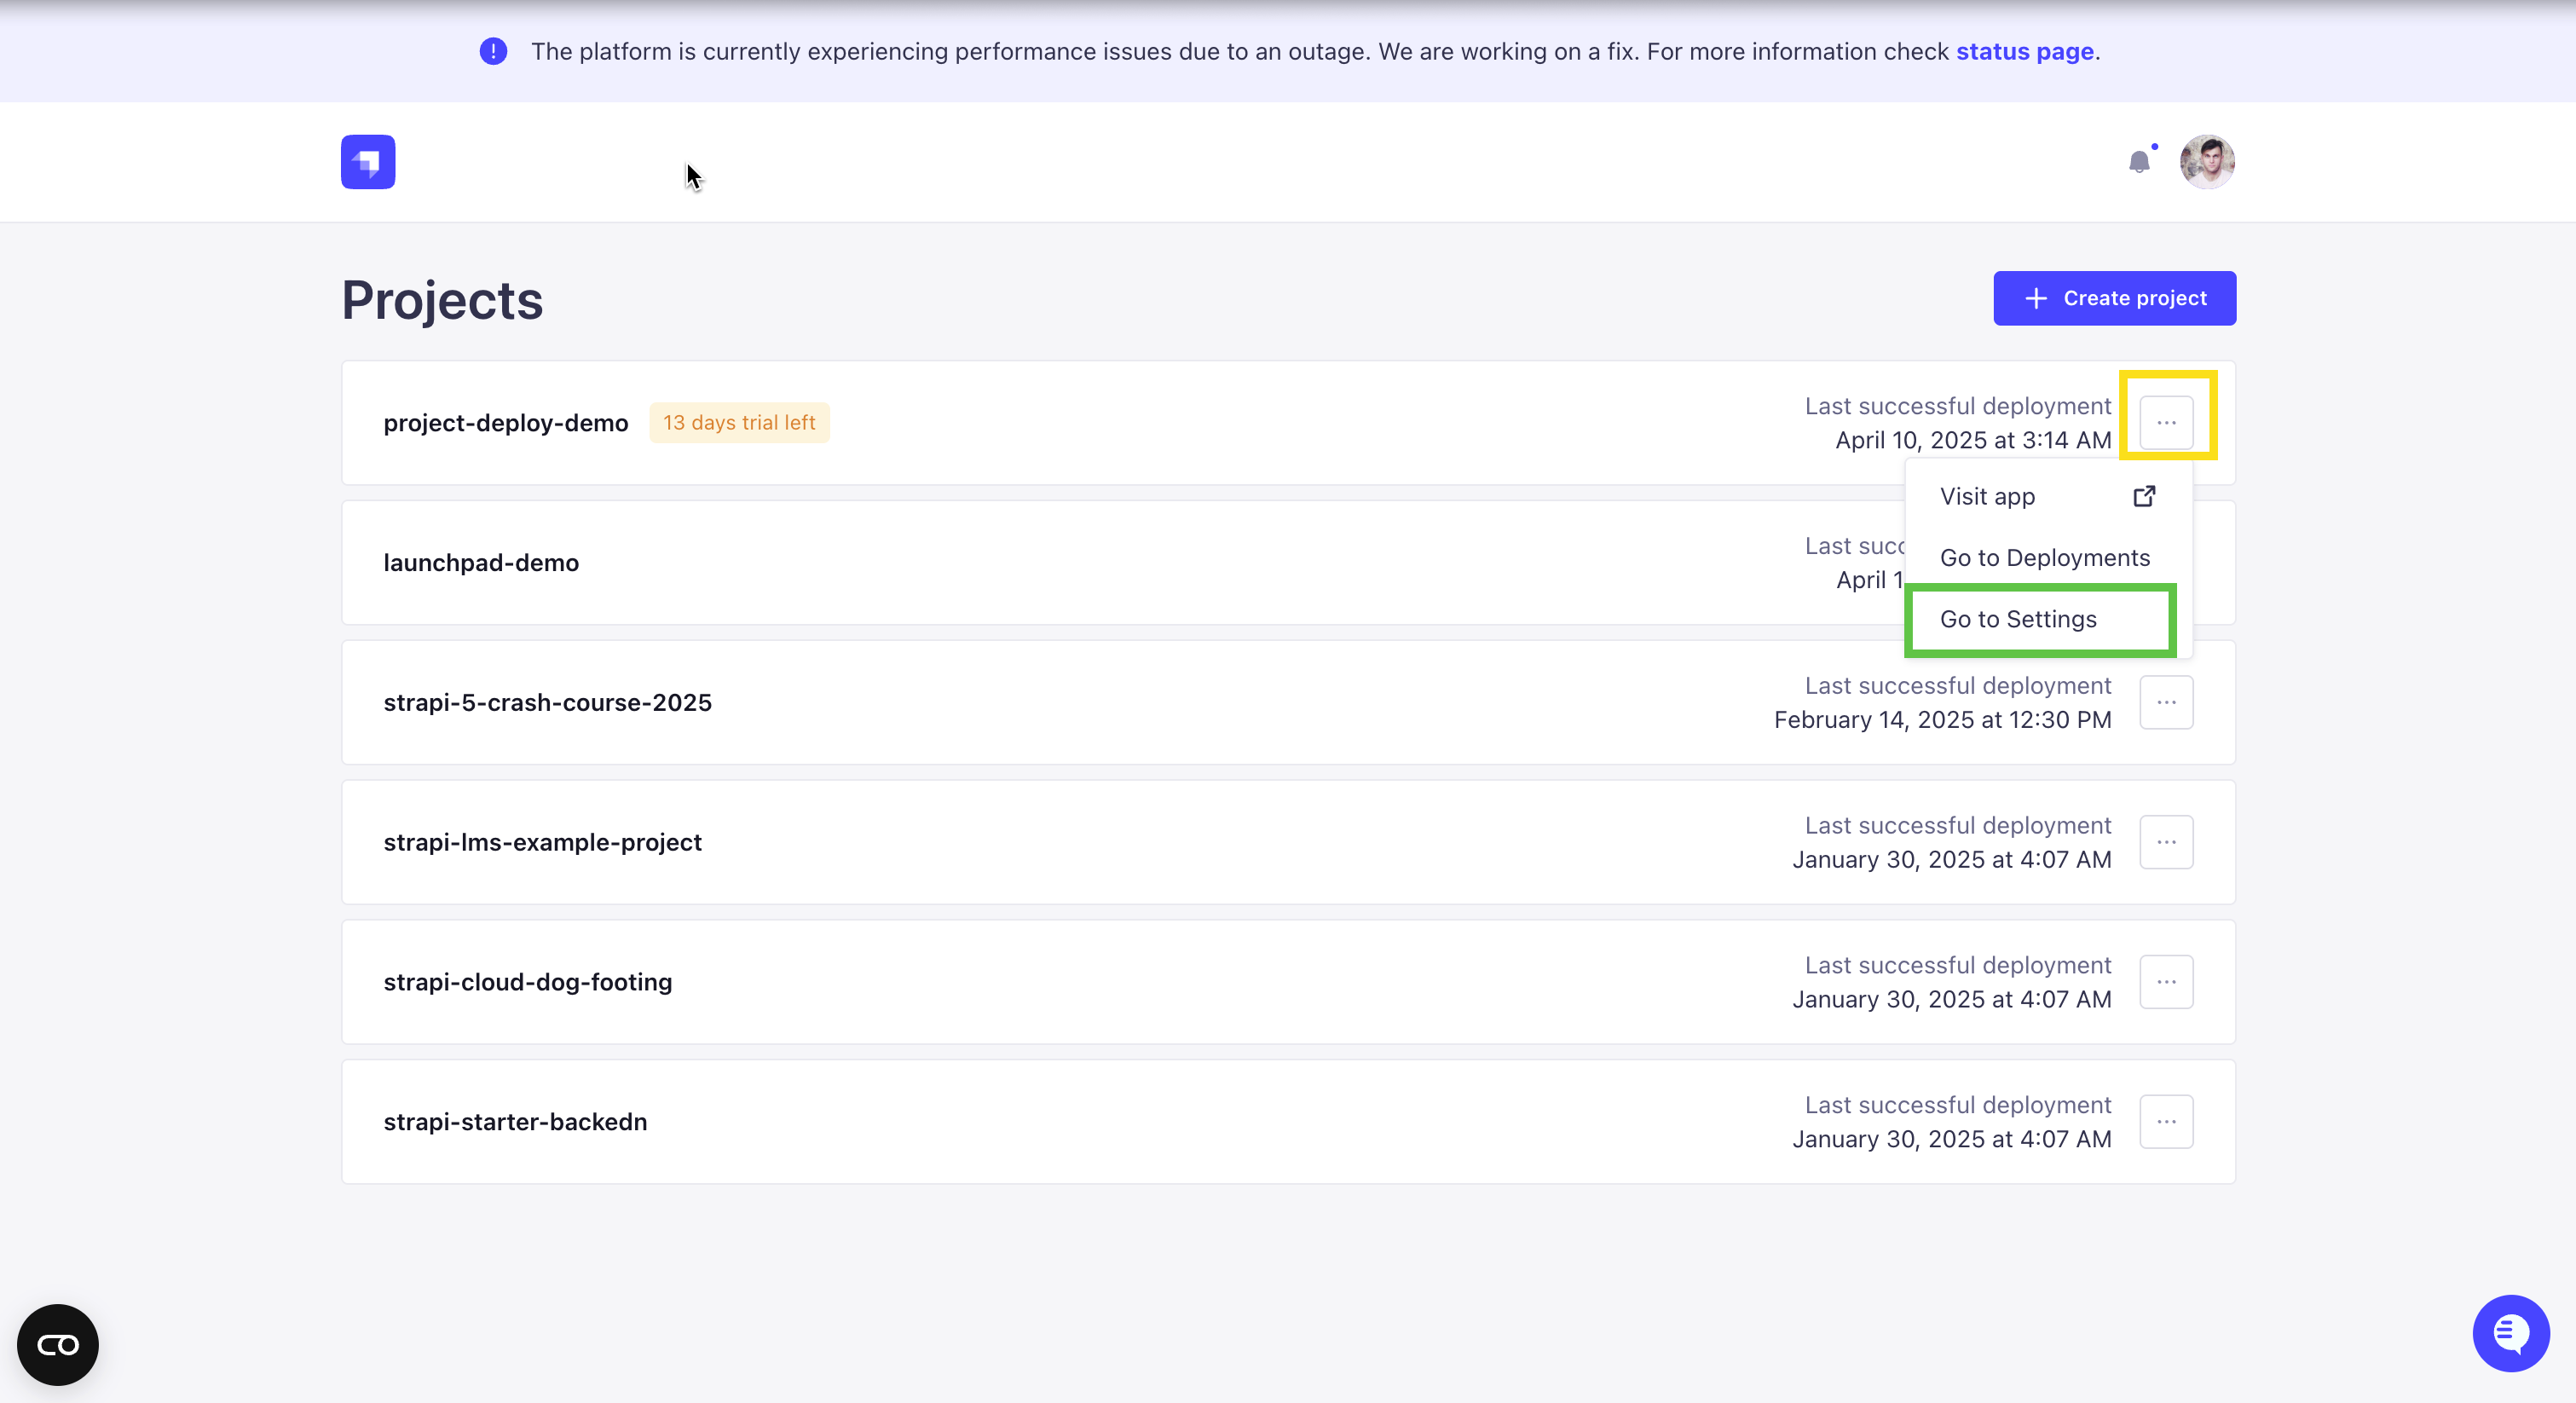 The platform is currently experiencing performance issues due to an outage. We are working on a fix. For more information check status page.
Projects
Create project
project-deploy-demo
13 days trial left
Last successful deployment
April 10, 2025 at 3:14 AM
Visit app
Go to Deployments
Go to Settings
launchpad-demo
Last
April
strapi-5-crash-course-2025
Last successful deployment
February 14, 2025 at 12:30 PM
strapi-lms-example-project
Last successful deployment
January 30, 2025 at 4:07 AM
strapi-cloud-dog-footing
Last successful deployment
January 30, 2025 at 4:07 AM
strapi-starter-backedn
Last successful deployment
January 30, 2025 at 4:07 AM